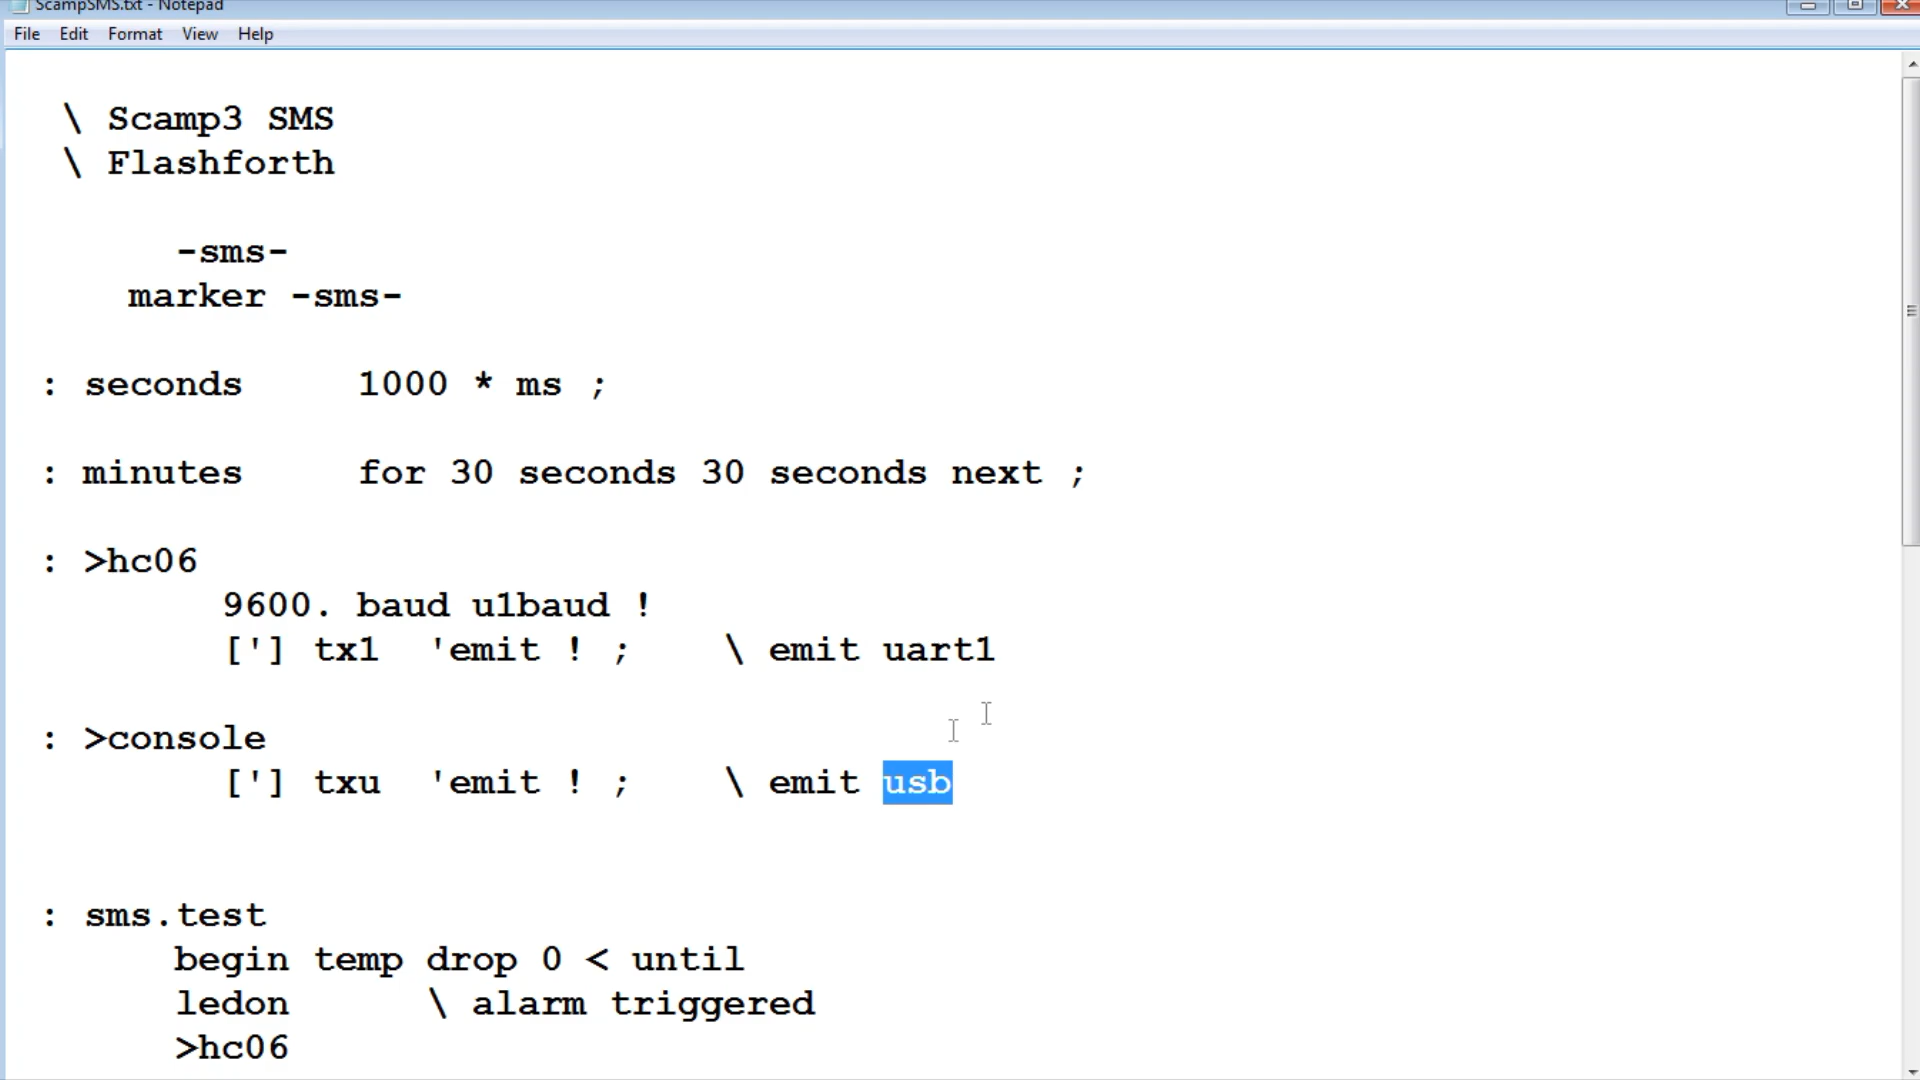 ScampSMS.txt - Notepad
File Edit Format View Help
\ Scamp3 SMS
\ Flashforth
-sms-
marker -sms-
: seconds 1000 * ms ;
: minutes for 30 seconds 30 seconds next ;
: >hc06
9600. baud u1baud !
['] tx1 'emit ! ; \ emit uart1
: >console
['] txu 'emit ! ; \ emit usb
: sms.test
begin temp drop 0 < until
ledon \ alarm triggered
>hc06